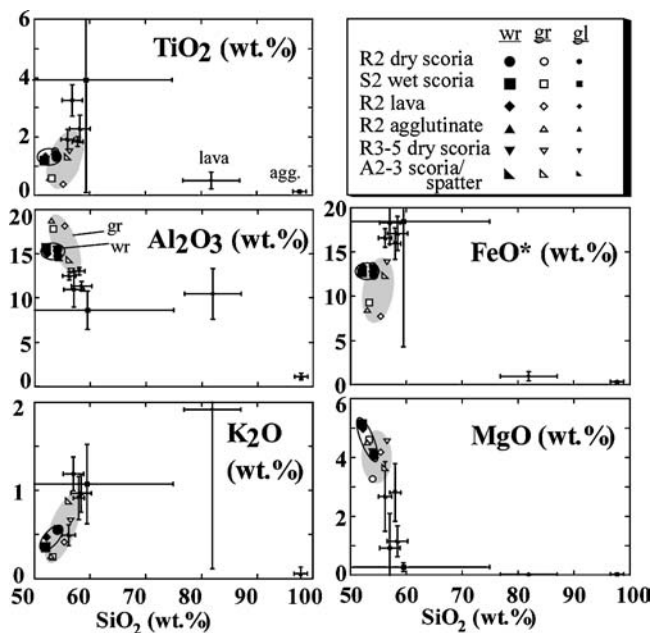 6
TiO2 (wt.%)
4
2
lava
agg.
0
wr gr gl
R2 dry scoria
S2 wet scoria
R2 lava
R2 agglutinate
R3-5 dry scoria
A2-3 scoria/
spatter
20
gr
wr
Al2O3 (wt.%)
15
10
5
0
20
FeO* (wt.%)
15
10
5
0
2
K2O
(wt.%)
1
0
50 60 70 80 90 100
SiO2 (wt.%)
6
MgO (wt.%)
4
2
0
50 60 70 80 90 100
SiO2 (wt.%)